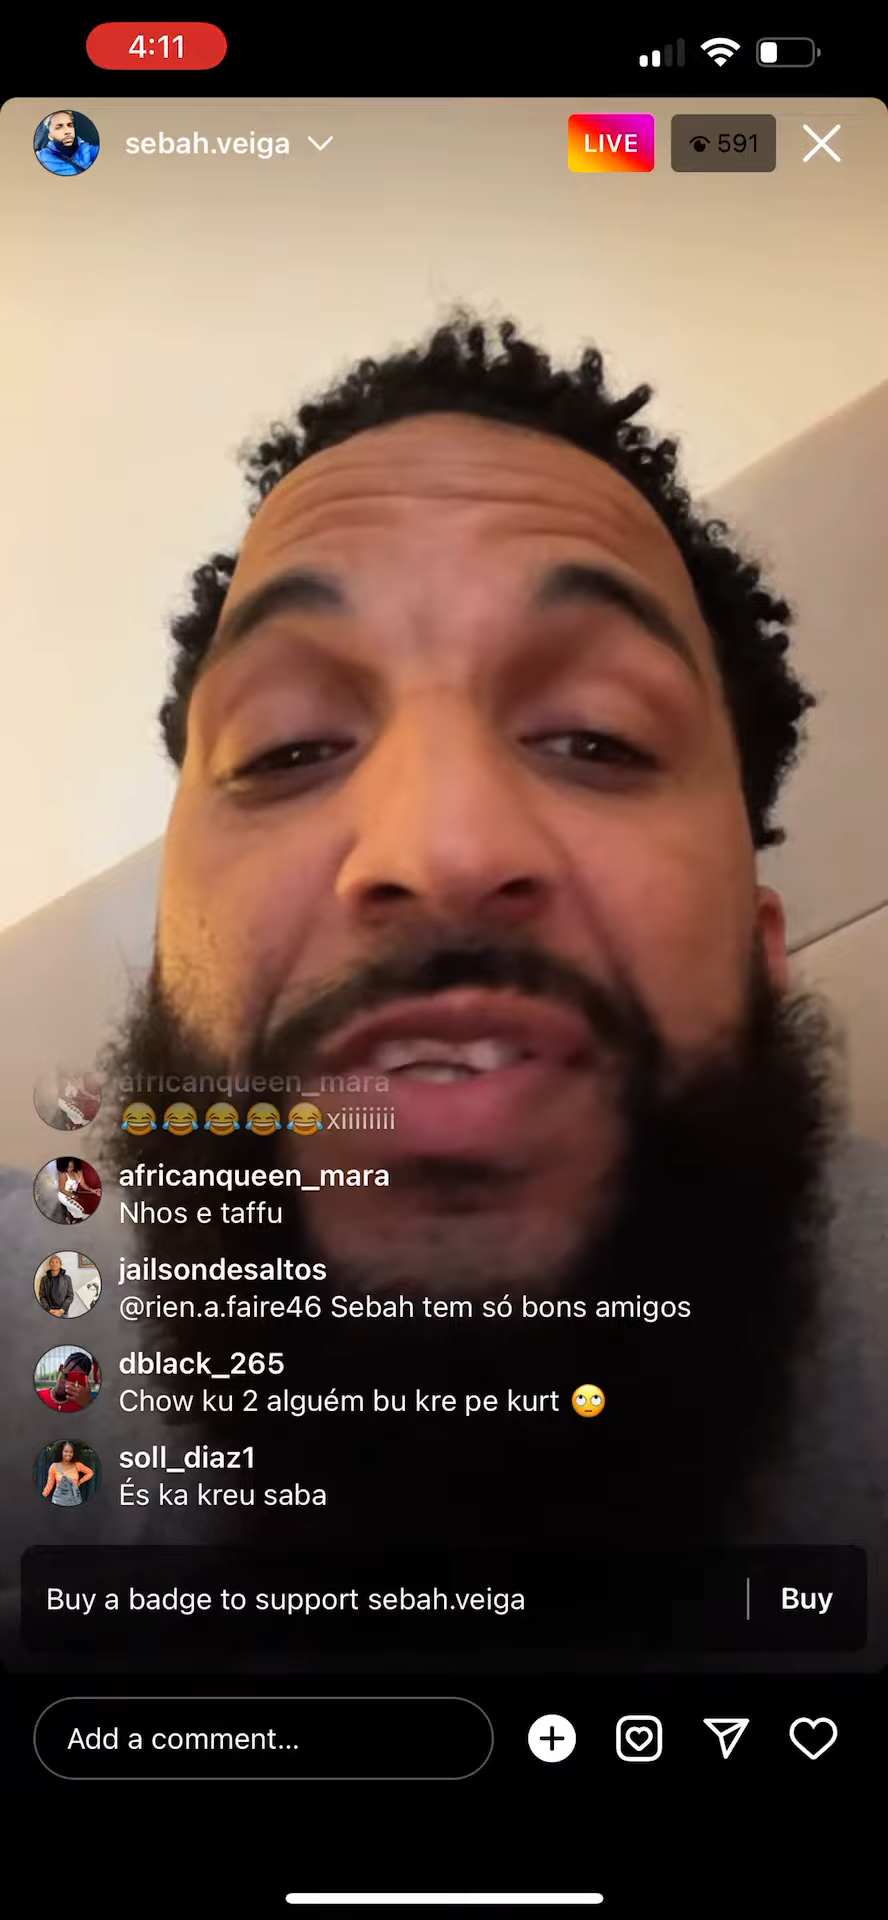 4:11
sebah.veiga
LIVE
591
africanqueen_mara
😂😂😂😂😂xiiiiiiii
africanqueen_mara
Nhos e taffu
jailsondesaltos
@rien.a.faire46 Sebah tem só bons amigos
dblack_265
Chow ku 2 alguém bu kre pe kurt 🙄
soll_diaz1
És ka kreu saba
Buy a badge to support sebah.veiga
Buy
Add a comment...